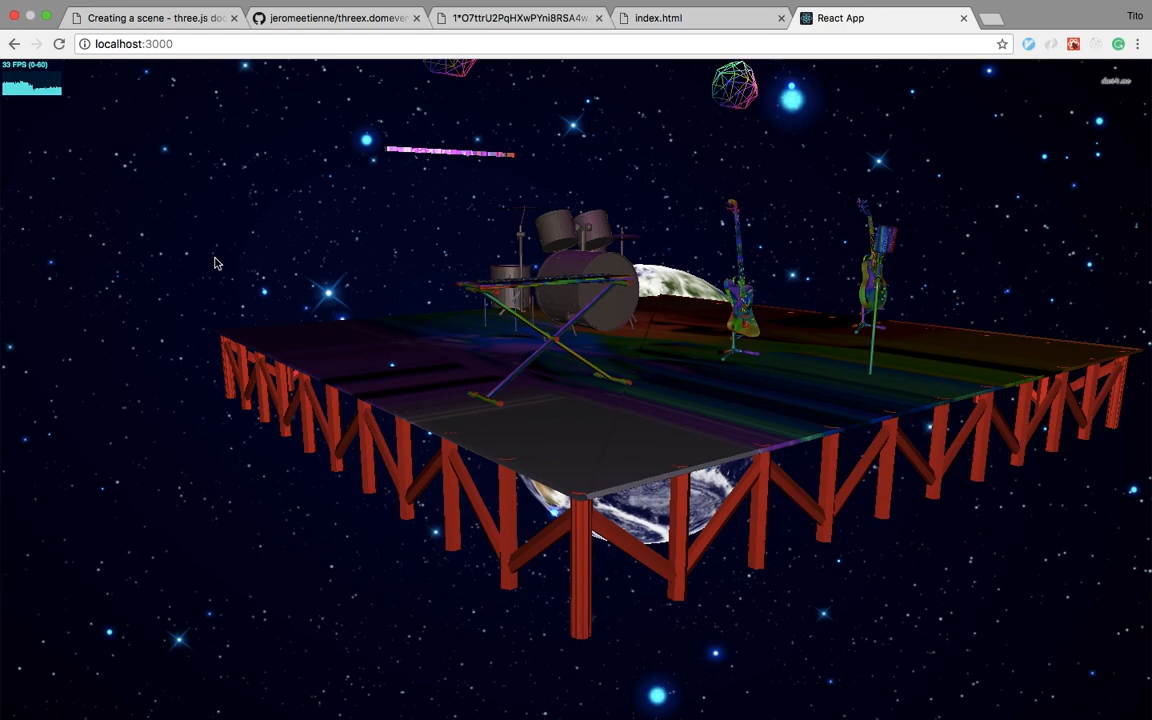 Creating a scene - three.js do
jeromeetienne/threex.domeve
1*O7ttrU2PqHXwPYni8RSA4w
index.html
React App
Tito
localhost:3000
33 FPS (0-60)